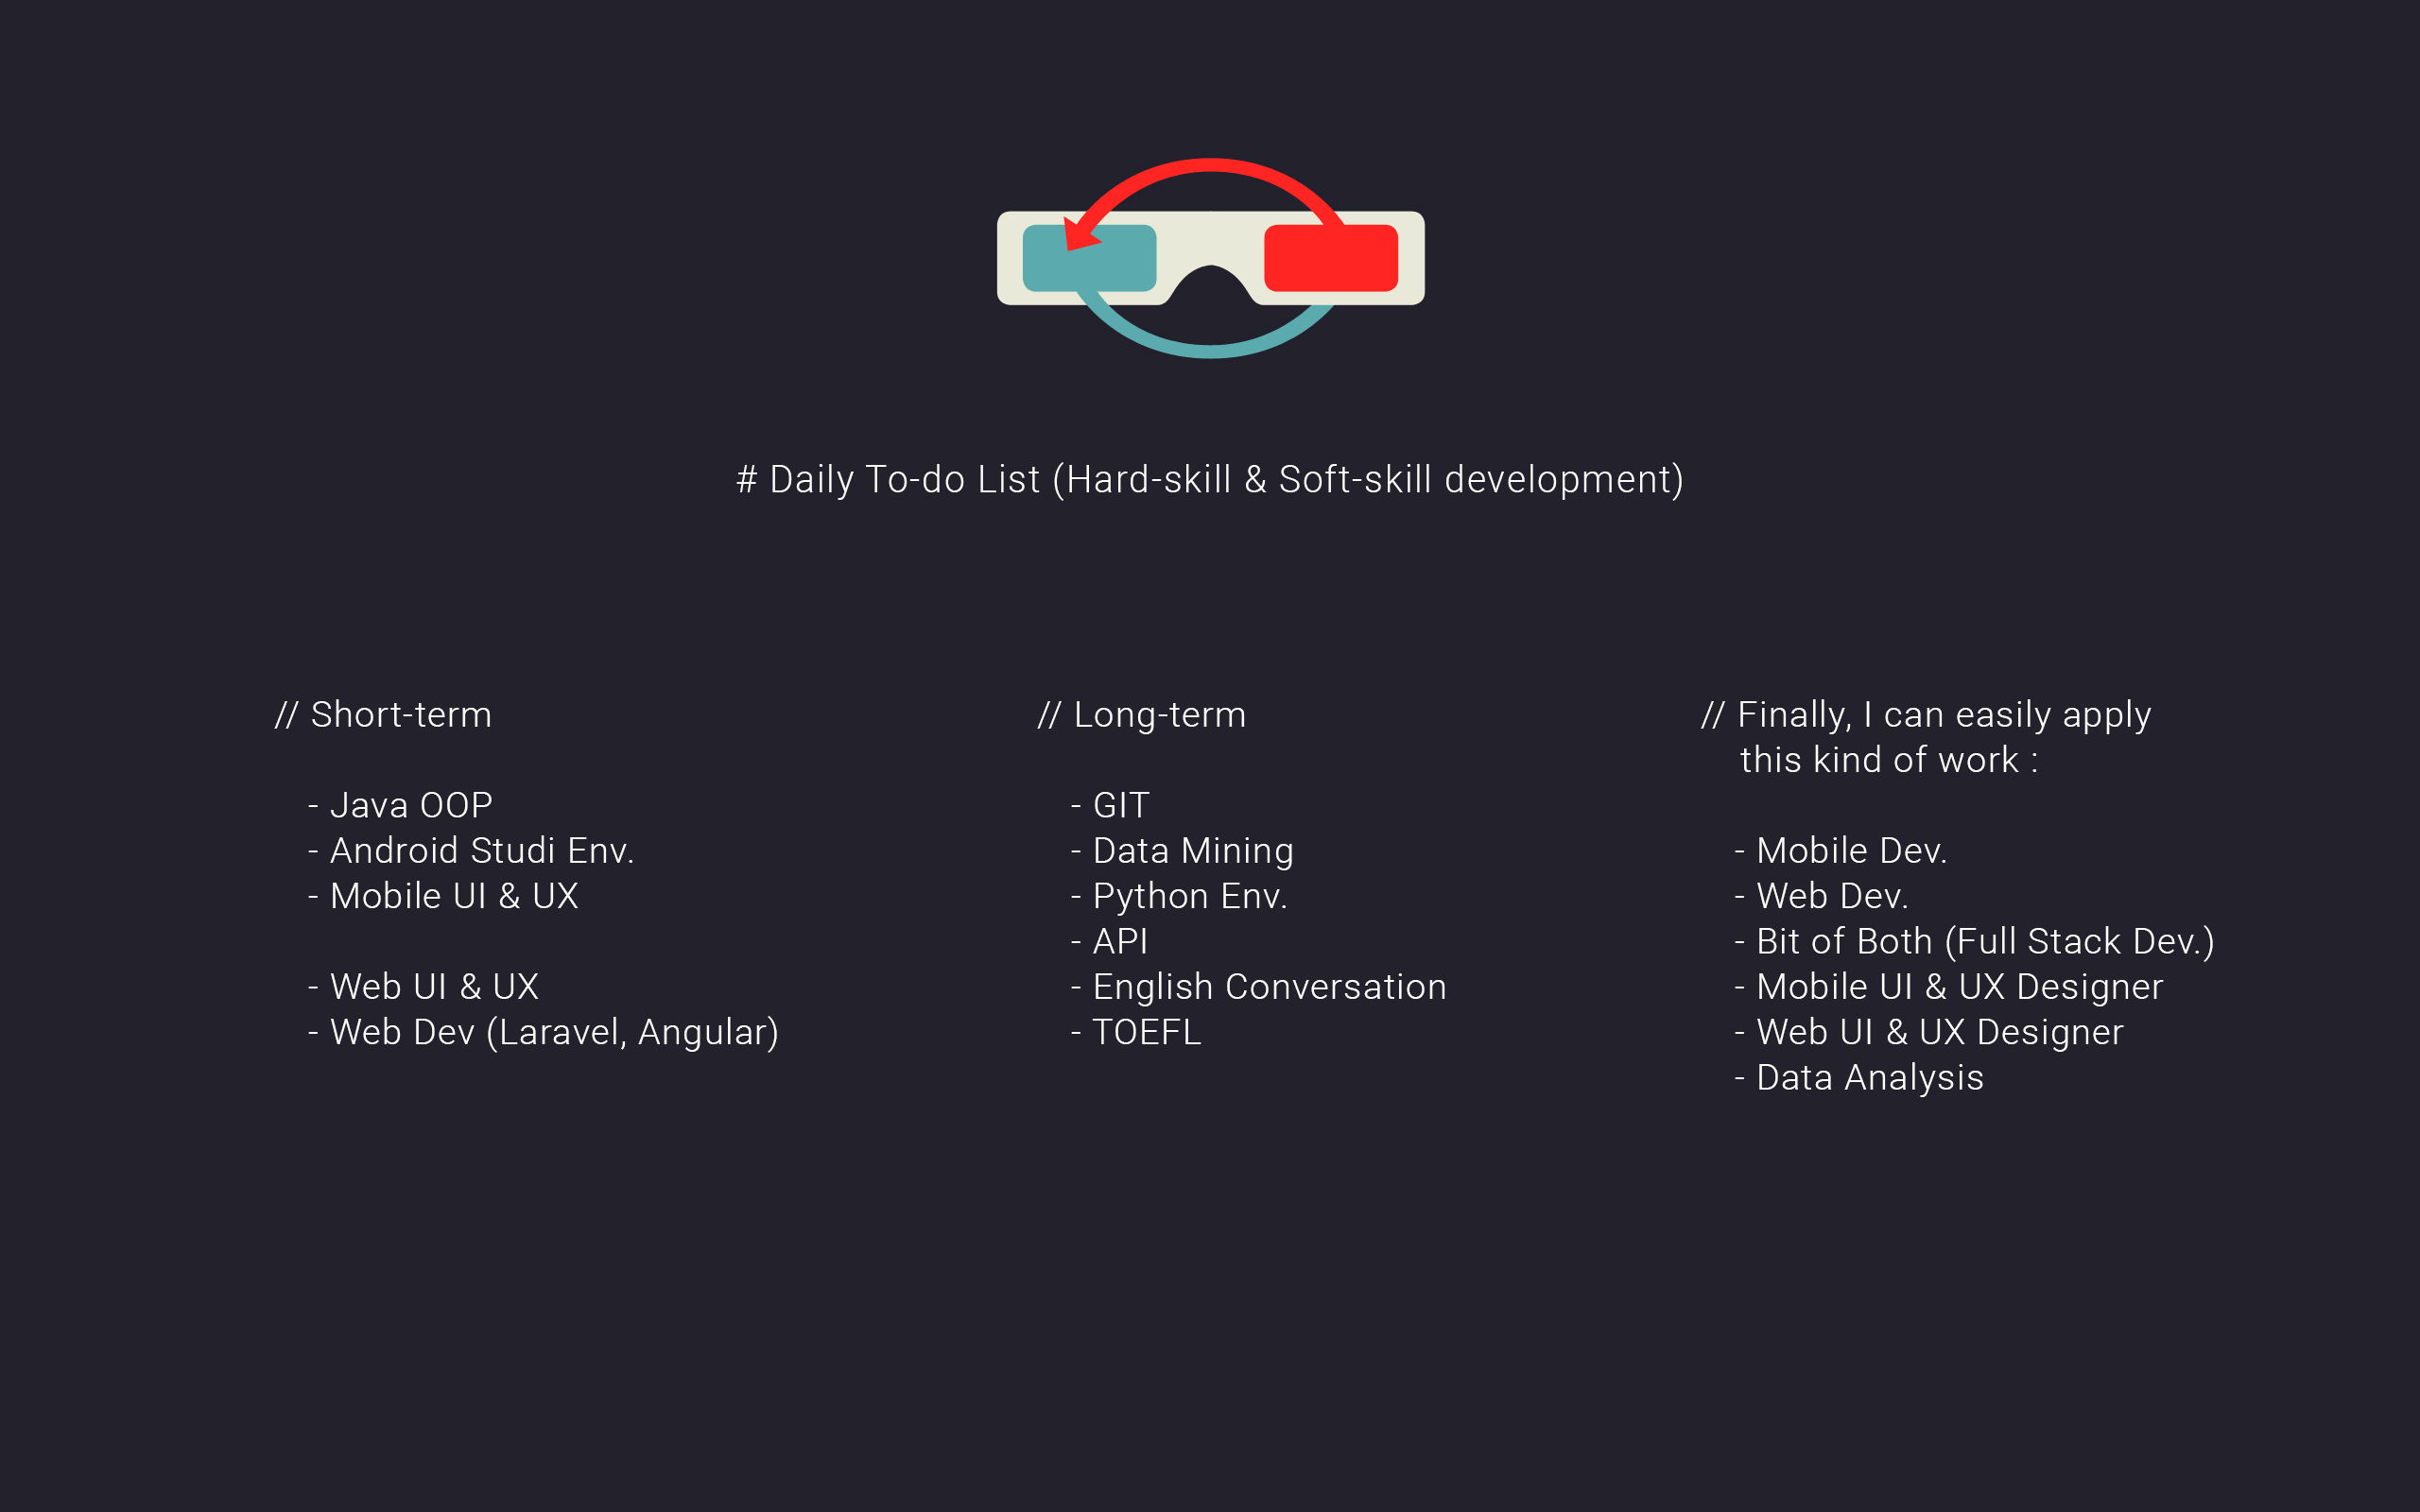 # Daily To-do List (Hard-skill & Soft-skill development)
// Short-term
- Java OOP
- Android Studi Env.
- Mobile UI & UX
- Web UI & UX
- Web Dev (Laravel, Angular)
// Long-term
- GIT
- Data Mining
- Python Env.
- API
- English Conversation
- TOEFL
// Finally, I can easily apply
this kind of work :
- Mobile Dev.
- Web Dev.
- Bit of Both (Full Stack Dev.)
- Mobile UI & UX Designer
- Web UI & UX Designer
- Data Analysis